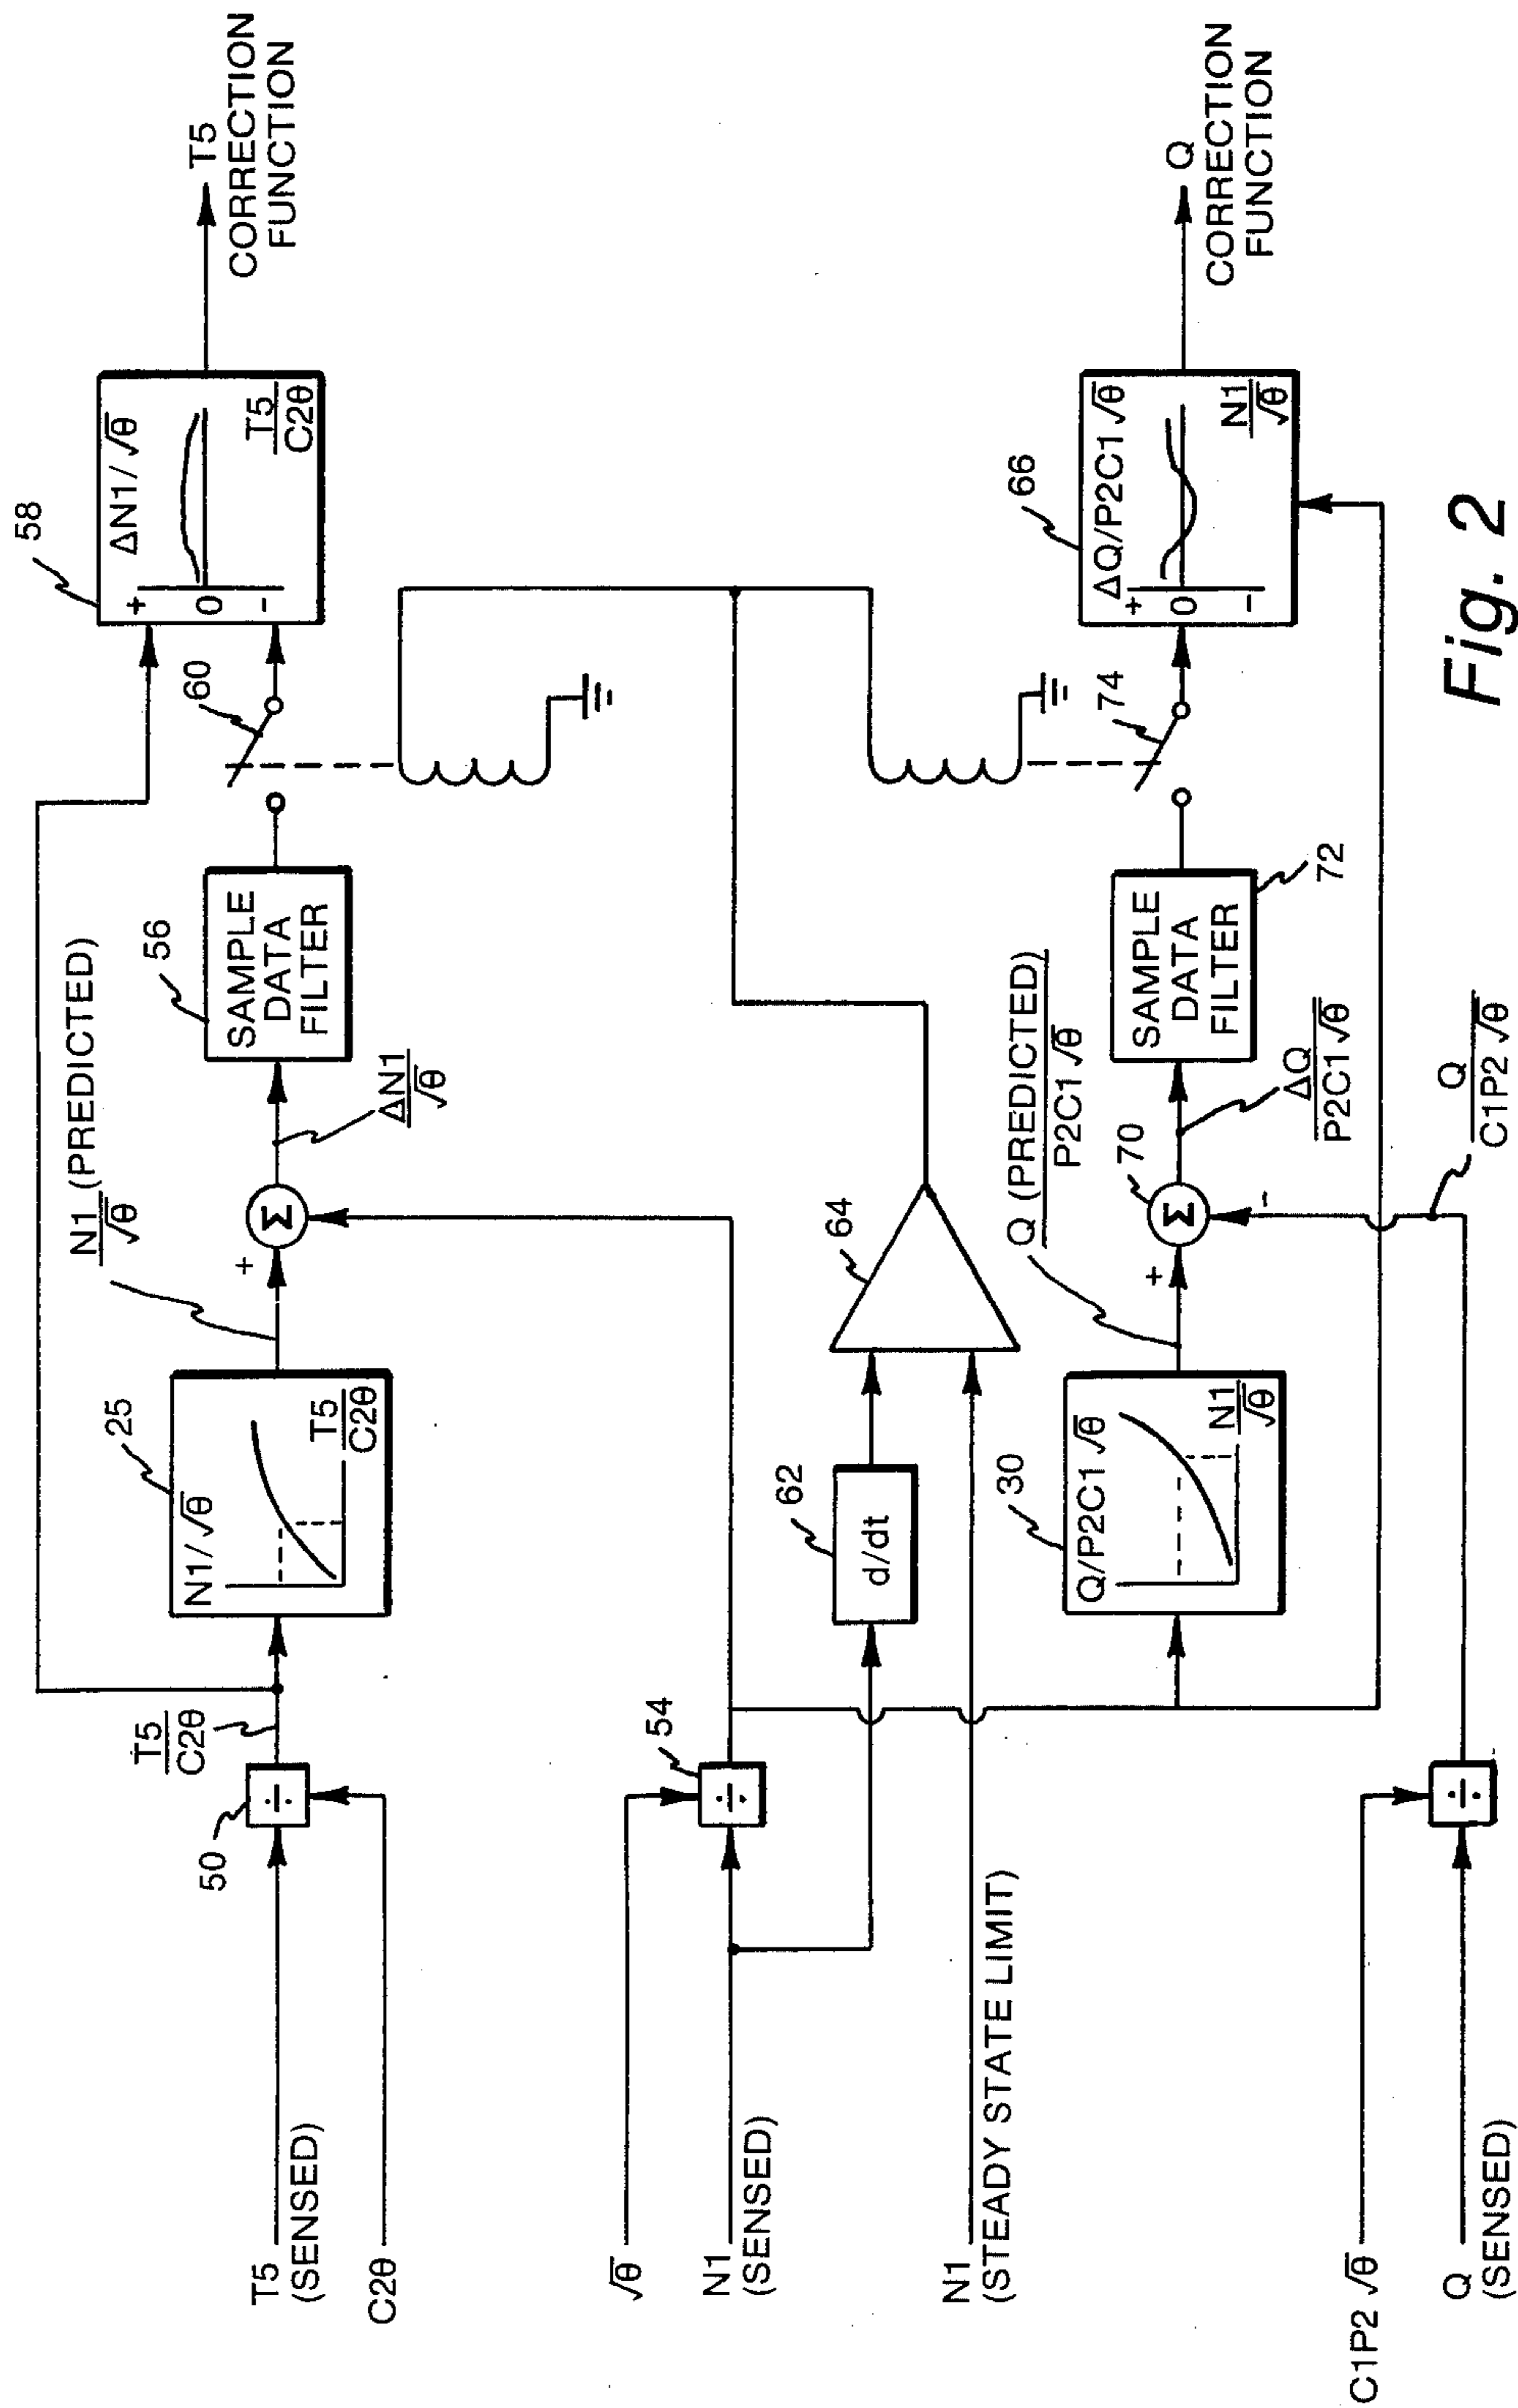 T5
(SENSED)
C2θ
50
÷
T5
C2θ
25
N1/√θ
T5
C2θ
N1 (PREDICTED)
√θ
+
Σ
ΔN1
√θ
56
SAMPLE
DATA
FILTER
60
58
ΔN1/√θ
+
0
-
T5
C2θ
T5
CORRECTION
FUNCTION
√θ
N1
(SENSED)
54
÷
62
d/dt
64
N1
(STEADY STATE LIMIT)
30
Q/P2C1√θ
N1
√θ
Q (PREDICTED)
P2C1√θ
+
70
Σ
-
ΔQ
P2C1√θ
SAMPLE
DATA
FILTER
72
74
66
ΔQ/P2C1√θ
+
0
-
N1
√θ
Q
CORRECTION
FUNCTION
C1P2 √θ
Q
(SENSED)
÷
Q
C1P2 √θ
Fig. 2